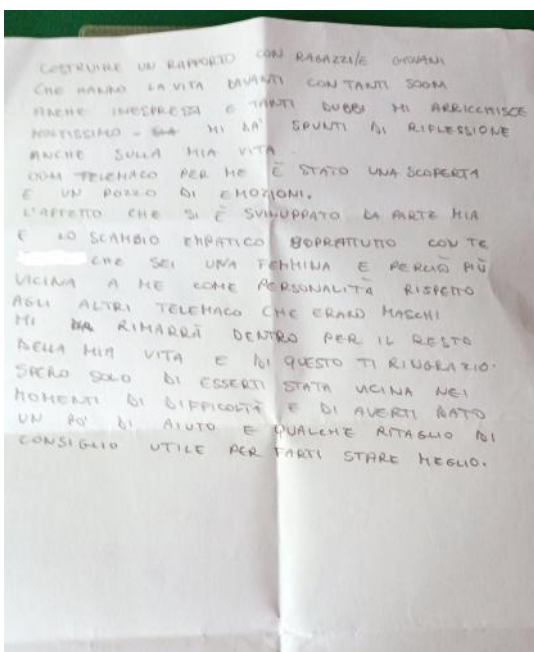 COSTRUIRE UN RAPPORTO CON RAGAZZI/E GIOVANI
CHE HANNO LA VITA DAVANTI CON TANTI SOGNI
ANCHE INESPRESSI E TANTI DUBBI MI ARRICCHISCE
MOLTISSIMO - MI DA' SPUNTI DI RIFLESSIONE
ANCHE SULLA MIA VITA.
OGNI TELEMACO PER ME È STATO UNA SCOPERTA
E UN POZZO DI EMOZIONI.
L'AFFETTO CHE SI È SVILUPPATO DA PARTE MIA
E LO SCAMBIO EMPATICO SOPRATTUTTO CON TE
CHE SEI UNA FEMMINA E PERCIÒ PIÙ
VICINA A ME COME PERSONALITÀ RISPETTO
AGLI ALTRI TELEMACO CHE ERANO MASCHI
MI RIMARRÀ DENTRO PER IL RESTO
DELLA MIA VITA E DI QUESTO TI RINGRAZIO.
SPERO SOLO DI ESSERTI STATA VICINA NEI
MOMENTI DI DIFFICOLTÀ E DI AVERTI DATO
UN PO' DI AIUTO E QUALCHE RITAGLIO DI
CONSIGLIO UTILE PER FARTI STARE MEGLIO.